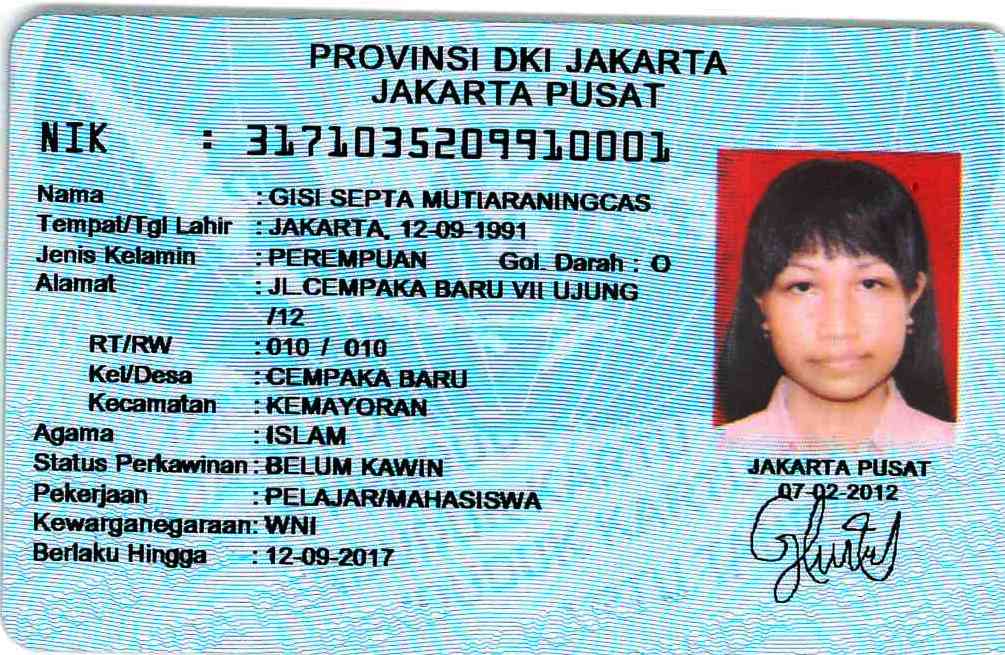 PROVINSI DKI JAKARTA
JAKARTA PUSAT
NIK : 3171035209910001
Nama : GISI SEPTA MUTIARANINGCAS
Tempat/Tgl Lahir : JAKARTA, 12-09-1991
Jenis Kelamin : PEREMPUAN Gol. Darah : O
Alamat : JL.CEMPAKA BARU VII UJUNG
/12
RT/RW : 010 / 010
Kel/Desa : CEMPAKA BARU
Kecamatan : KEMAYORAN
Agama : ISLAM
Status Perkawinan : BELUM KAWIN
Pekerjaan : PELAJAR/MAHASISWA
Kewarganegaraan: WNI
Berlaku Hingga : 12-09-2017
JAKARTA PUSAT
07-02-2012